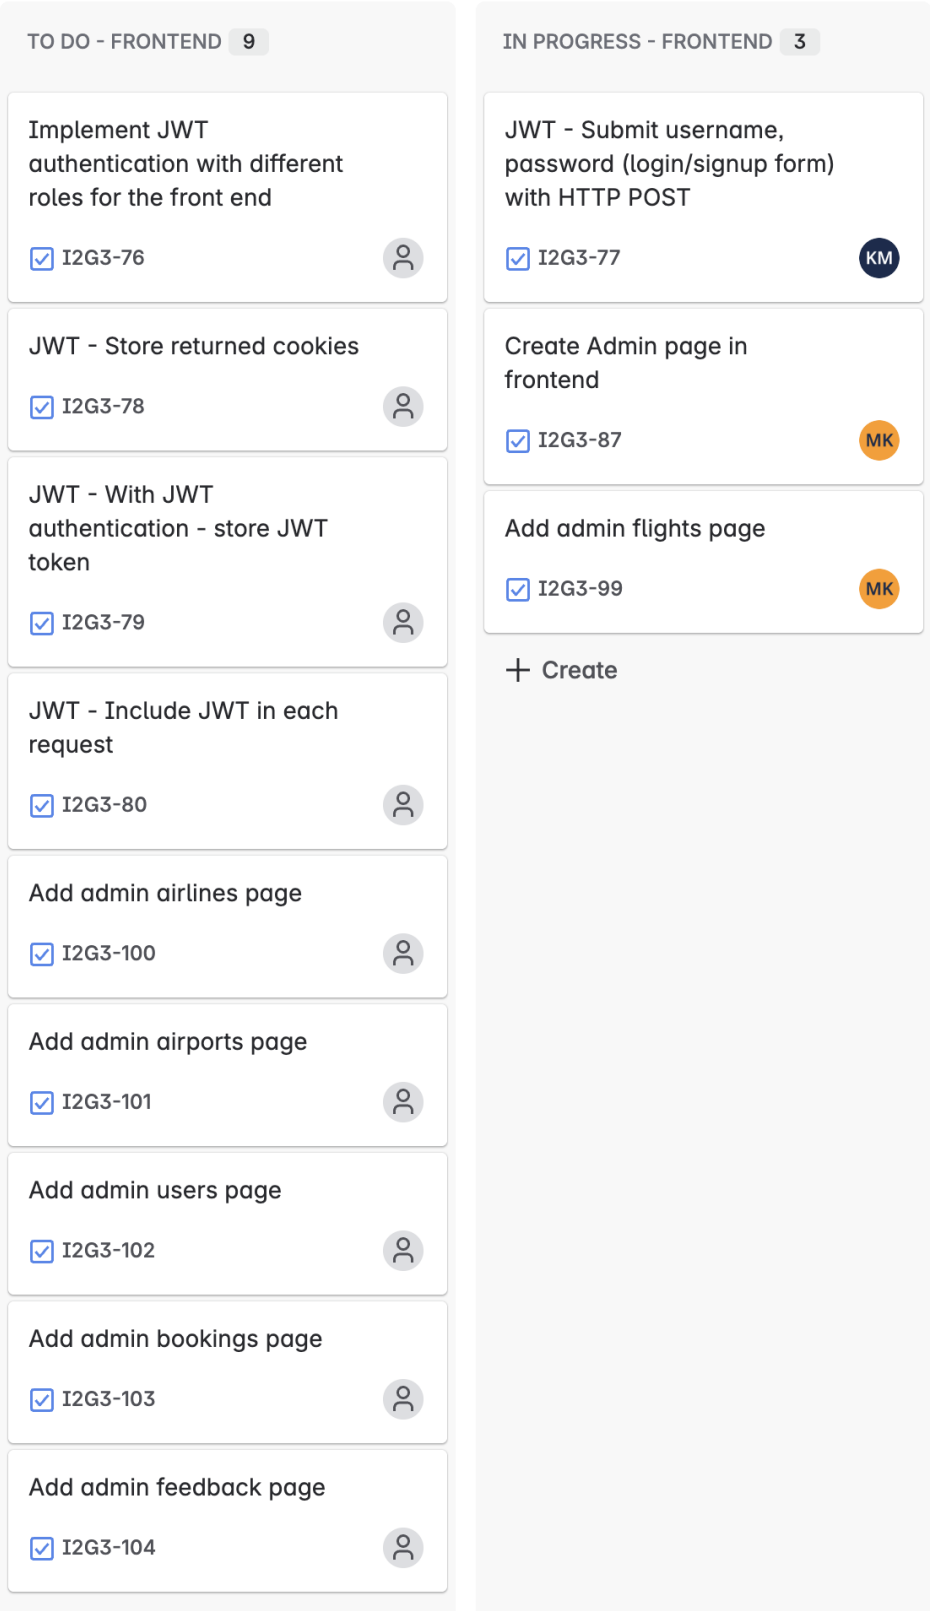 TO DO - FRONTEND 9
Implement JWT
authentication with different
roles for the front end
I2G3-76
JWT - Store returned cookies
I2G3-78
JWT - With JWT
authentication - store JWT
token
I2G3-79
JWT - Include JWT in each
request
I2G3-80
Add admin airlines page
I2G3-100
Add admin airports page
I2G3-101
Add admin users page
I2G3-102
Add admin bookings page
I2G3-103
Add admin feedback page
I2G3-104
IN PROGRESS - FRONTEND 3
JWT - Submit username,
password (login/signup form)
with HTTP POST
I2G3-77 KM
Create Admin page in
frontend
I2G3-87 MK
Add admin flights page
I2G3-99 MK
+ Create